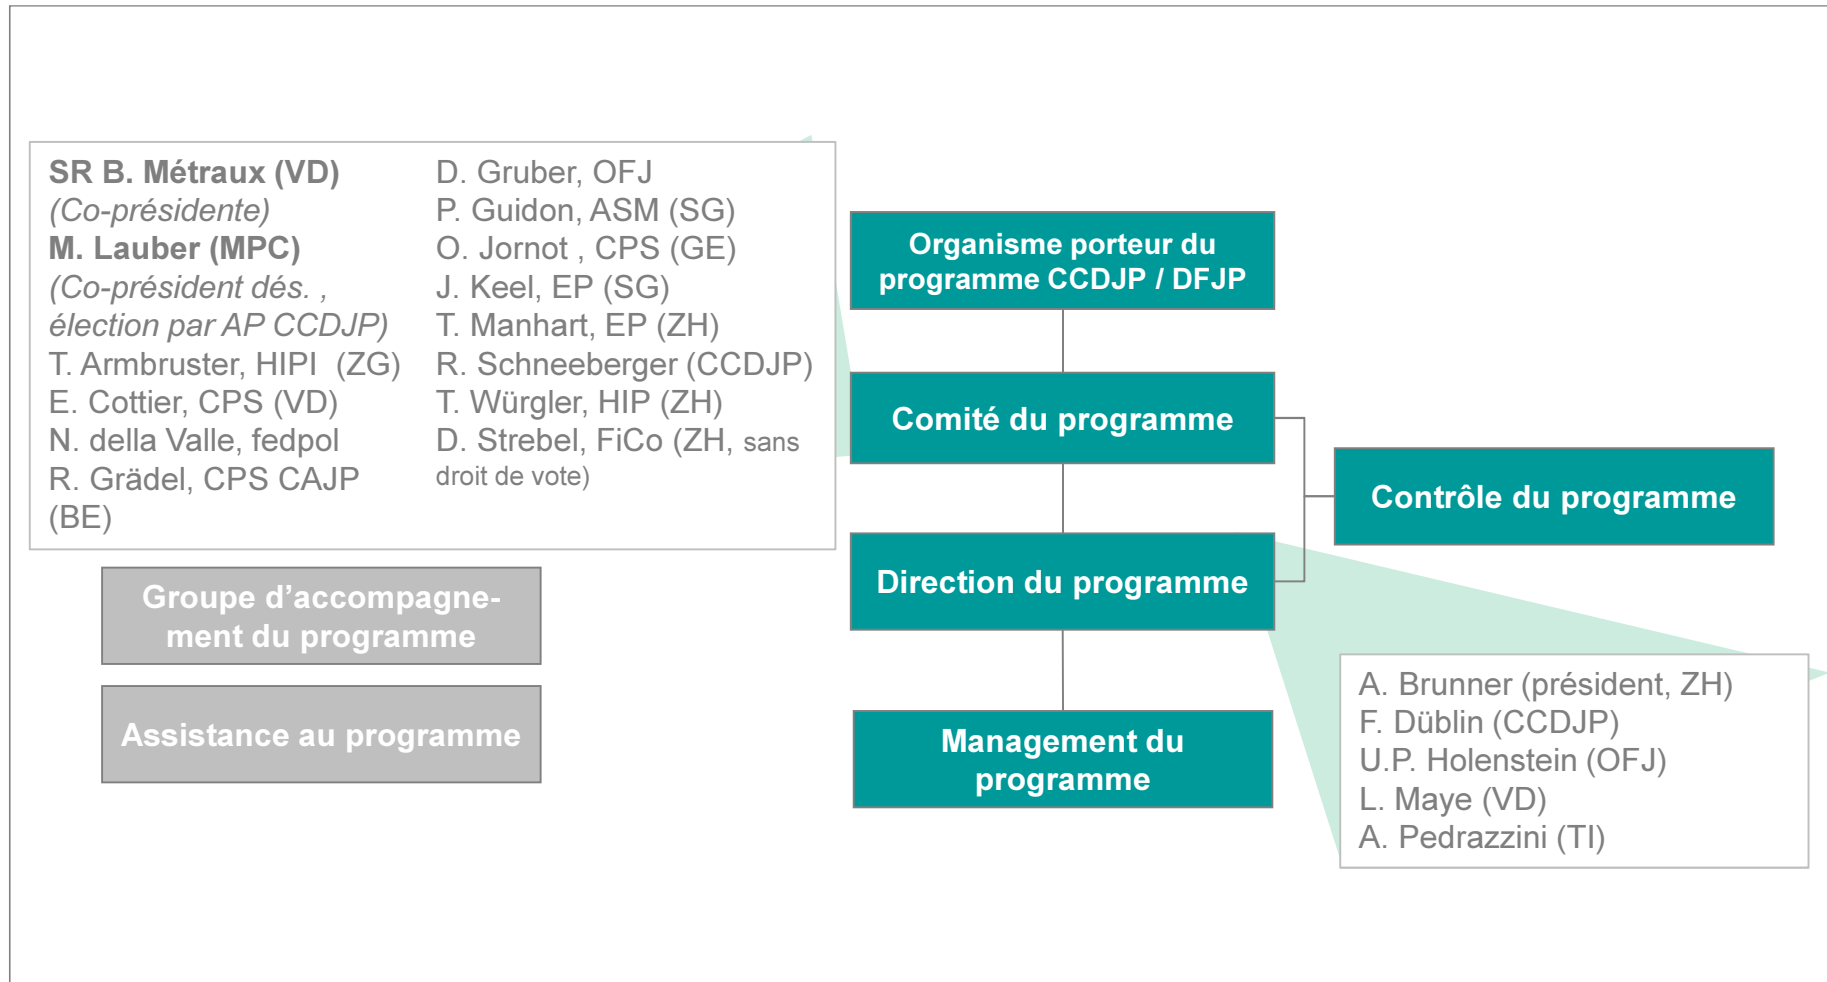 SR B. Métraux (VD)
(Co-présidente)
M. Lauber (MPC)
(Co-président dés. ,
élection par AP CCDJP)
T. Armbruster, HIPI  (ZG)
E. Cottier, CPS (VD)
N. della Valle, fedpol
R. Grädel, CPS CAJP
(BE)
D. Gruber, OFJ
P. Guidon, ASM (SG)
O. Jornot , CPS (GE)
J. Keel, EP (SG)
T. Manhart, EP (ZH)
R. Schneeberger (CCDJP)
T. Würgler, HIP (ZH)
D. Strebel, FiCo (ZH, sans
droit de vote)
Organisme porteur du
programme CCDJP / DFJP
Comité du programme
Contrôle du programme
Direction du programme
Groupe d’accompagne-
ment du programme
Assistance au programme
Management du
programme
A. Brunner (président, ZH)
F. Düblin (CCDJP)
U.P. Holenstein (OFJ)
L. Maye (VD)
A. Pedrazzini (TI)